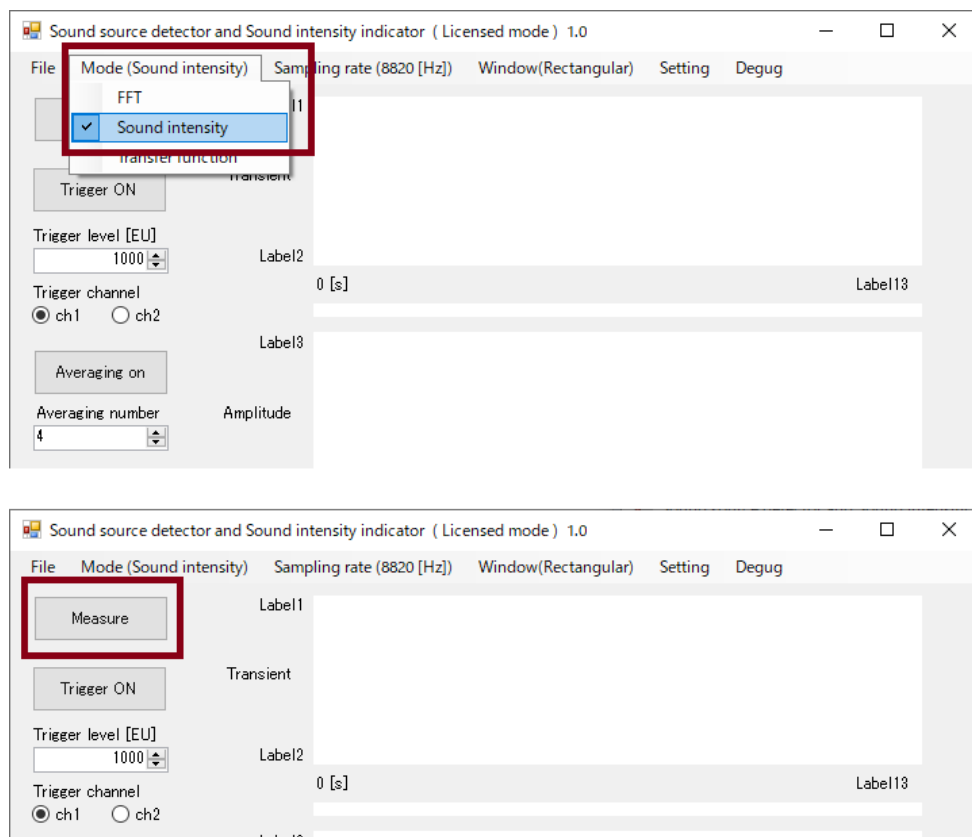 Sound source detector and Sound intensity indicator ( Licensed mode ) 1.0
File Mode (Sound intensity) Sampling rate (8820 [Hz]) Window(Rectangular) Setting Degug
FFT
Sound intensity
Transfer function
Transient
Trigger ON
Trigger level [EU]
1000
Label2
0 [s] Label13
Trigger channel
ch1 ch2
Label3
Averaging on
Averaging number
Amplitude
4
Sound source detector and Sound intensity indicator ( Licensed mode ) 1.0
File Mode (Sound intensity) Sampling rate (8820 [Hz]) Window(Rectangular) Setting Degug
Label1
Measure
Transient
Trigger ON
Trigger level [EU]
1000
Label2
0 [s] Label13
Trigger channel
ch1 ch2